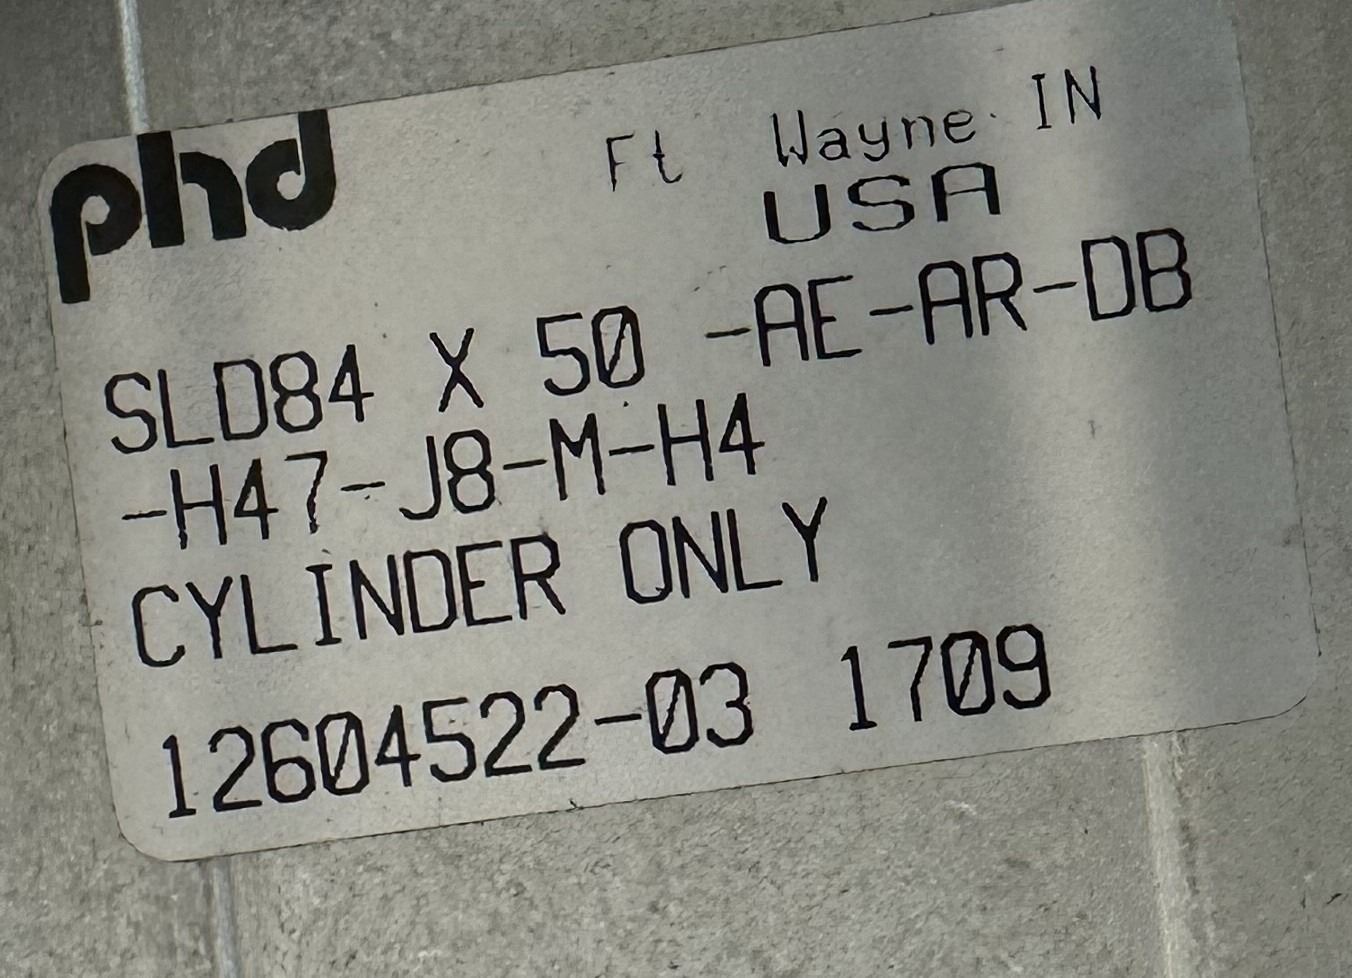 phd
Ft Wayne IN
USA
SLD84 X 50 -AE-AR-DB
-H47-J8-M-H4
CYLINDER ONLY
12604522-03 1709